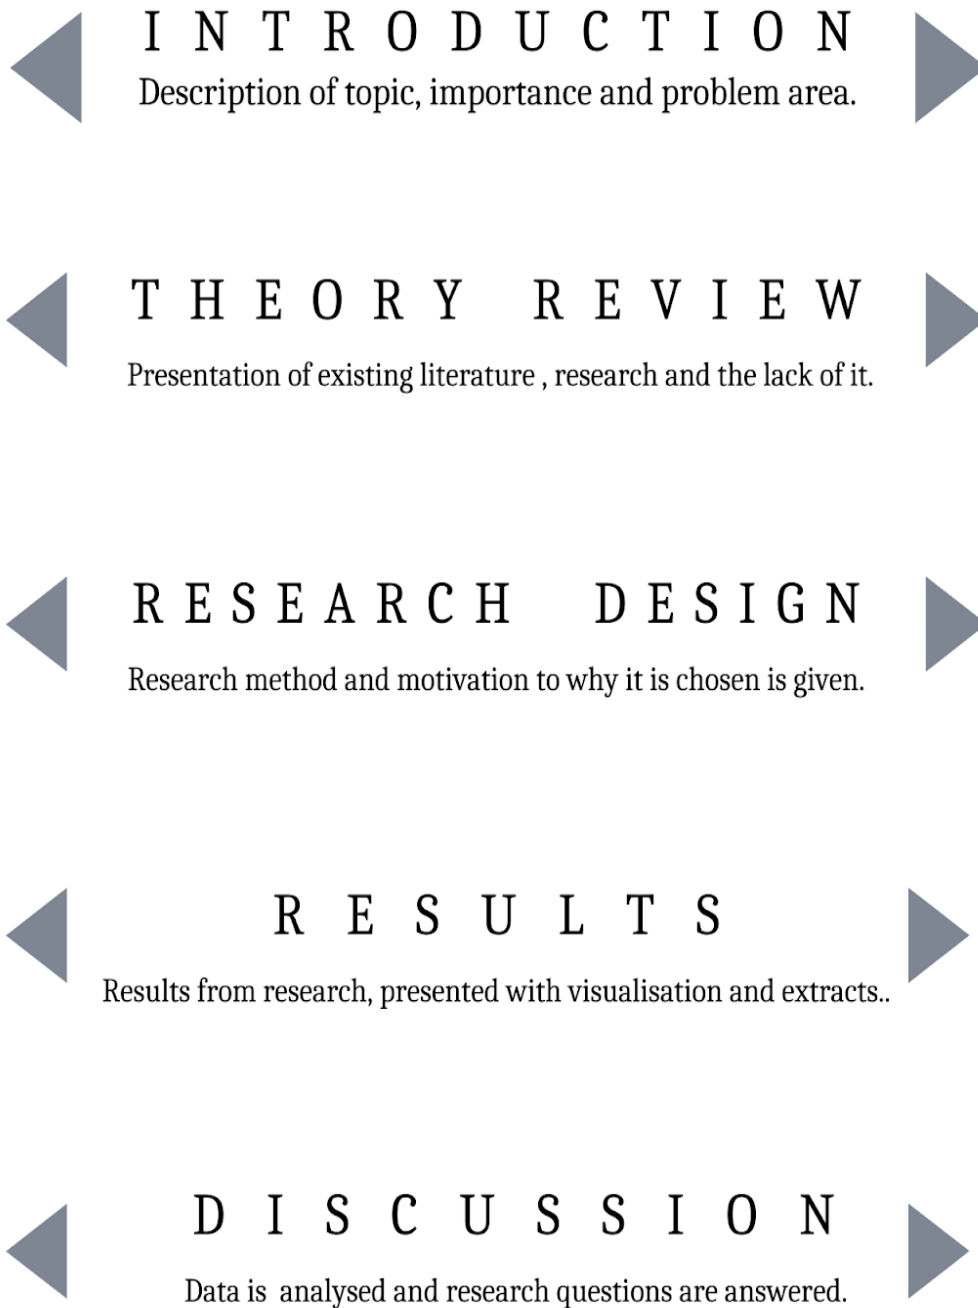 INTRODUCTION
Description of topic, importance and problem area.
THEORY REVIEW
Presentation of existing literature , research and the lack of it.
RESEARCH DESIGN
Research method and motivation to why it is chosen is given.
RESULTS
Results from research, presented with visualisation and extracts..
DISCUSSION
Data is  analysed and research questions are answered.